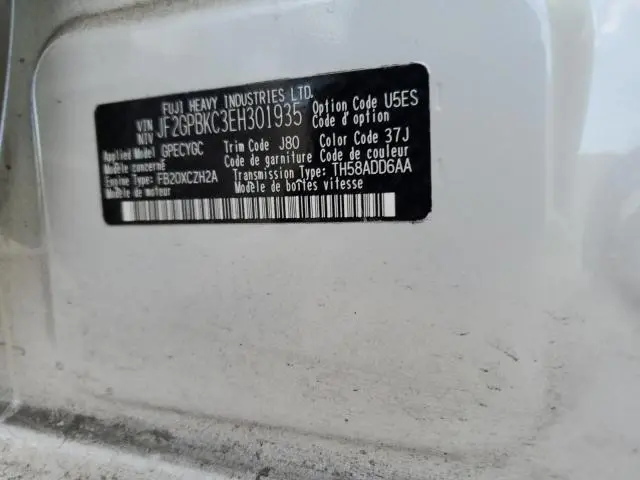 FUJI HEAVY INDUSTRIES LTD.
VIN NIV JF2GPBKC3EH301935 Option Code U5ES
Code d'option
Applied Model GPECYGC Trim Code J80 Color Code 37J
Modèle concerné Code de garniture Code de couleur
Engine Type: FB20XCZH2A Transmission Type: TH58ADD6AA
Modèle de moteur Modèle de boîtes vitesse